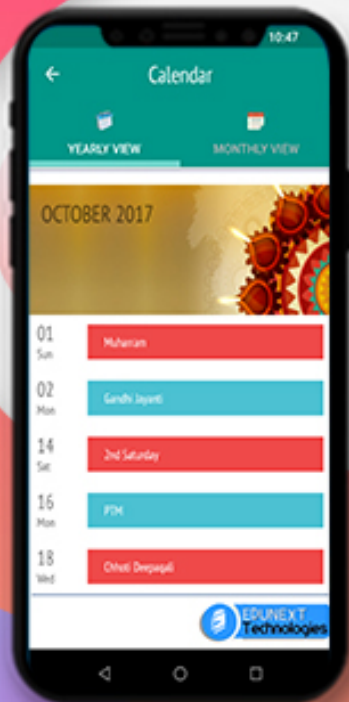 10:47
Calendar
YEARLY VIEW
MONTHLY VIEW
OCTOBER 2017
01
Sun
Muharram
02
Mon
Gandhi Jayanti
14
Sat
2nd Saturday
16
Mon
PTM
18
Wed
Chhoti Deepaqali
EDUNEXT
Technologies